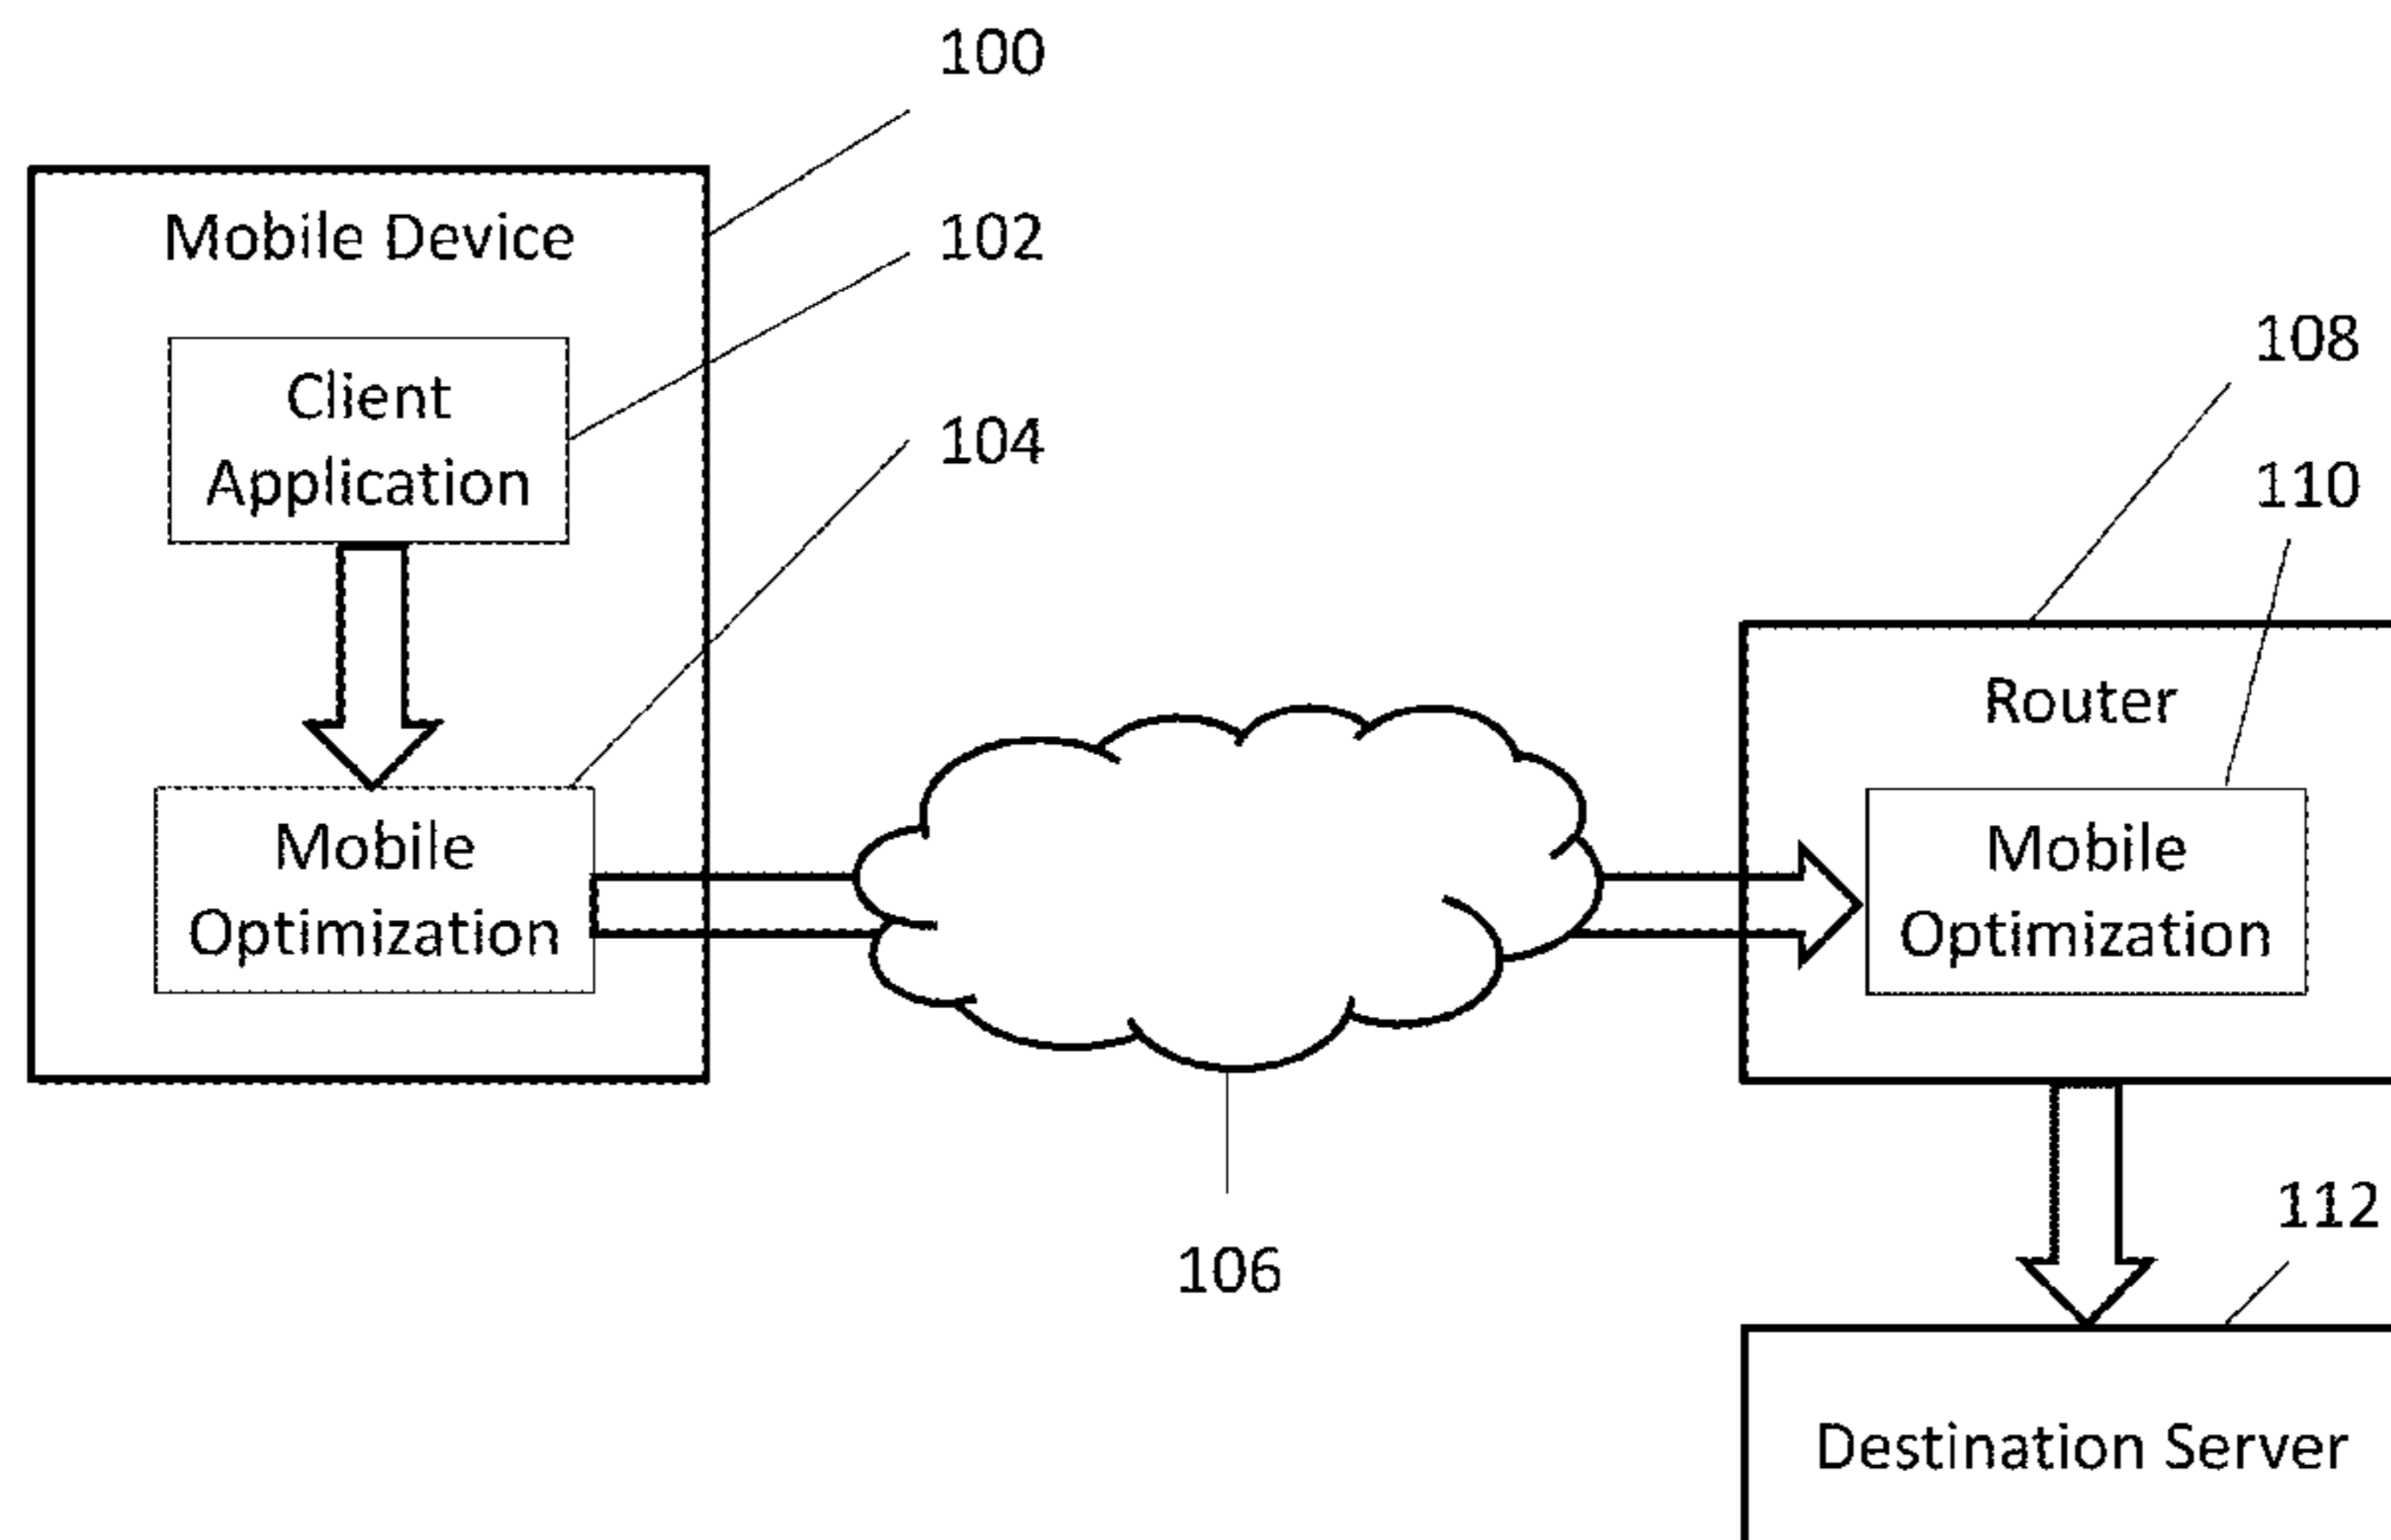 100
Mobile Device
102
Client
Application
104
108
110
Router
Mobile
Optimization
Mobile
Optimization
106
112
Destination Server